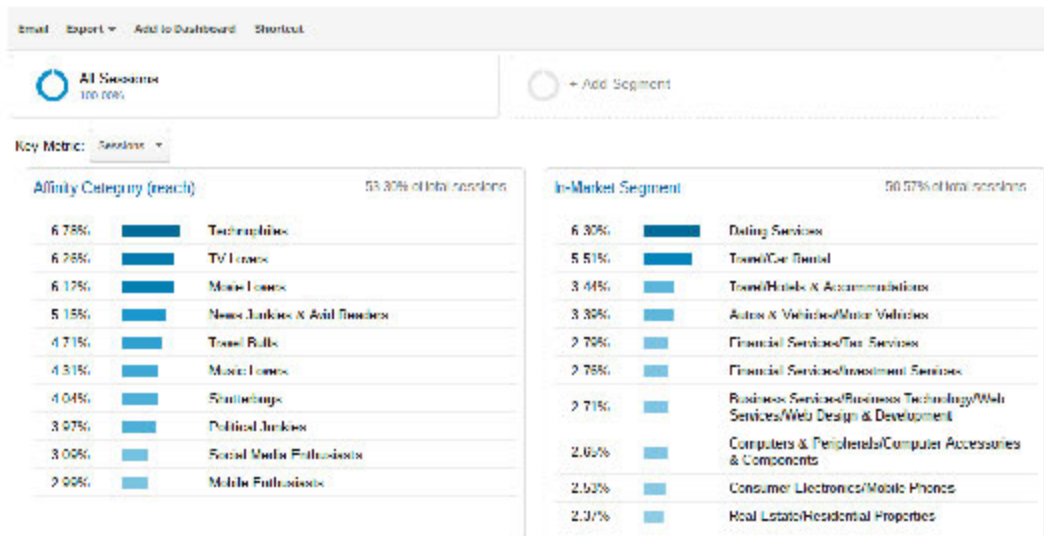 Email Export Add to Dashboard Shortcut
All Sessions
100.00%
+ Add Segment
Key Metric: Sessions
Affinity Category (reach) 53.30% of total sessions
6.78% Technophiles
6.26% TV Lovers
6.12% Movie Lovers
5.15% News Junkies & Avid Readers
4.71% Travel Buffs
4.31% Music Lovers
4.04% Shutterbugs
3.97% Political Junkies
3.09% Social Media Enthusiasts
2.99% Mobile Enthusiasts
In-Market Segment 50.57% of total sessions
6.30% Dating Services
5.51% Travel/Car Rental
3.44% Travel/Hotels & Accommodations
3.39% Autos & Vehicles/Motor Vehicles
2.79% Financial Services/Tax Services
2.76% Financial Services/Investment Services
2.71% Business Services/Business Technology/Web
Services/Web Design & Development
2.65% Computers & Peripherals/Computer Accessories
& Components
2.53% Consumer Electronics/Mobile Phones
2.37% Real Estate/Residential Properties